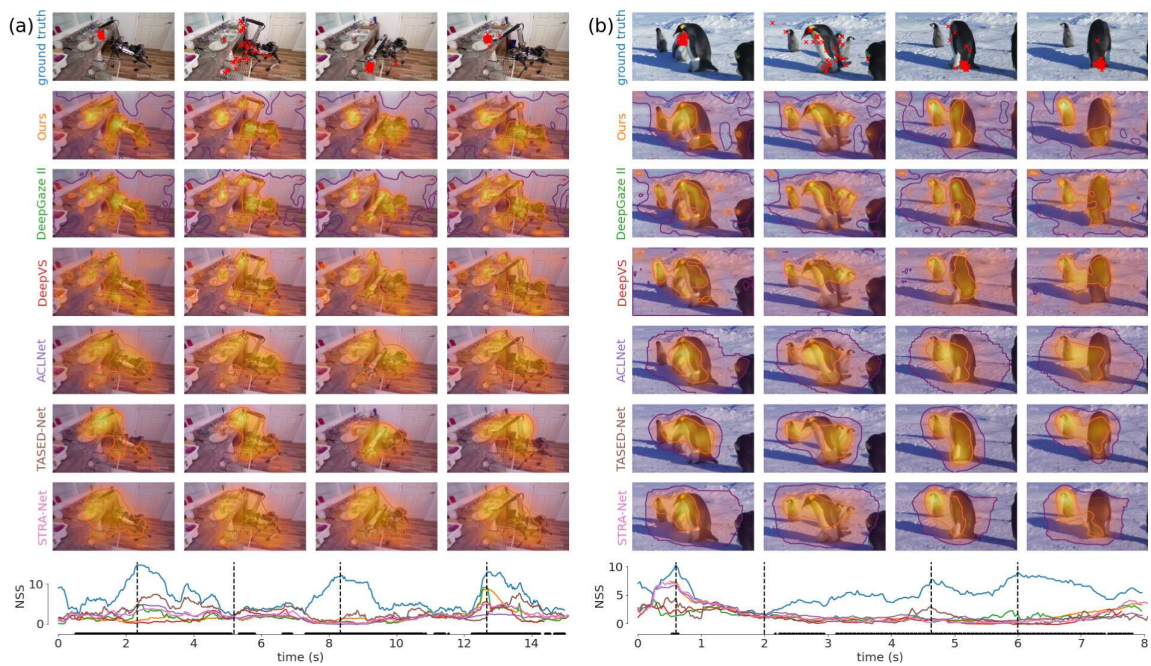 (a)
ground truth
Ours
DeepGaze II
DeepVS
ACLNet
TASED-Net
STRA-Net
NSS
10
0
0
2
4
6
8
10
12
14
time (s)
(b)
ground truth
Ours
DeepGaze II
DeepVS
ACLNet
TASED-Net
STRA-Net
NSS
10
5
0
0
1
2
3
4
5
6
7
8
time (s)